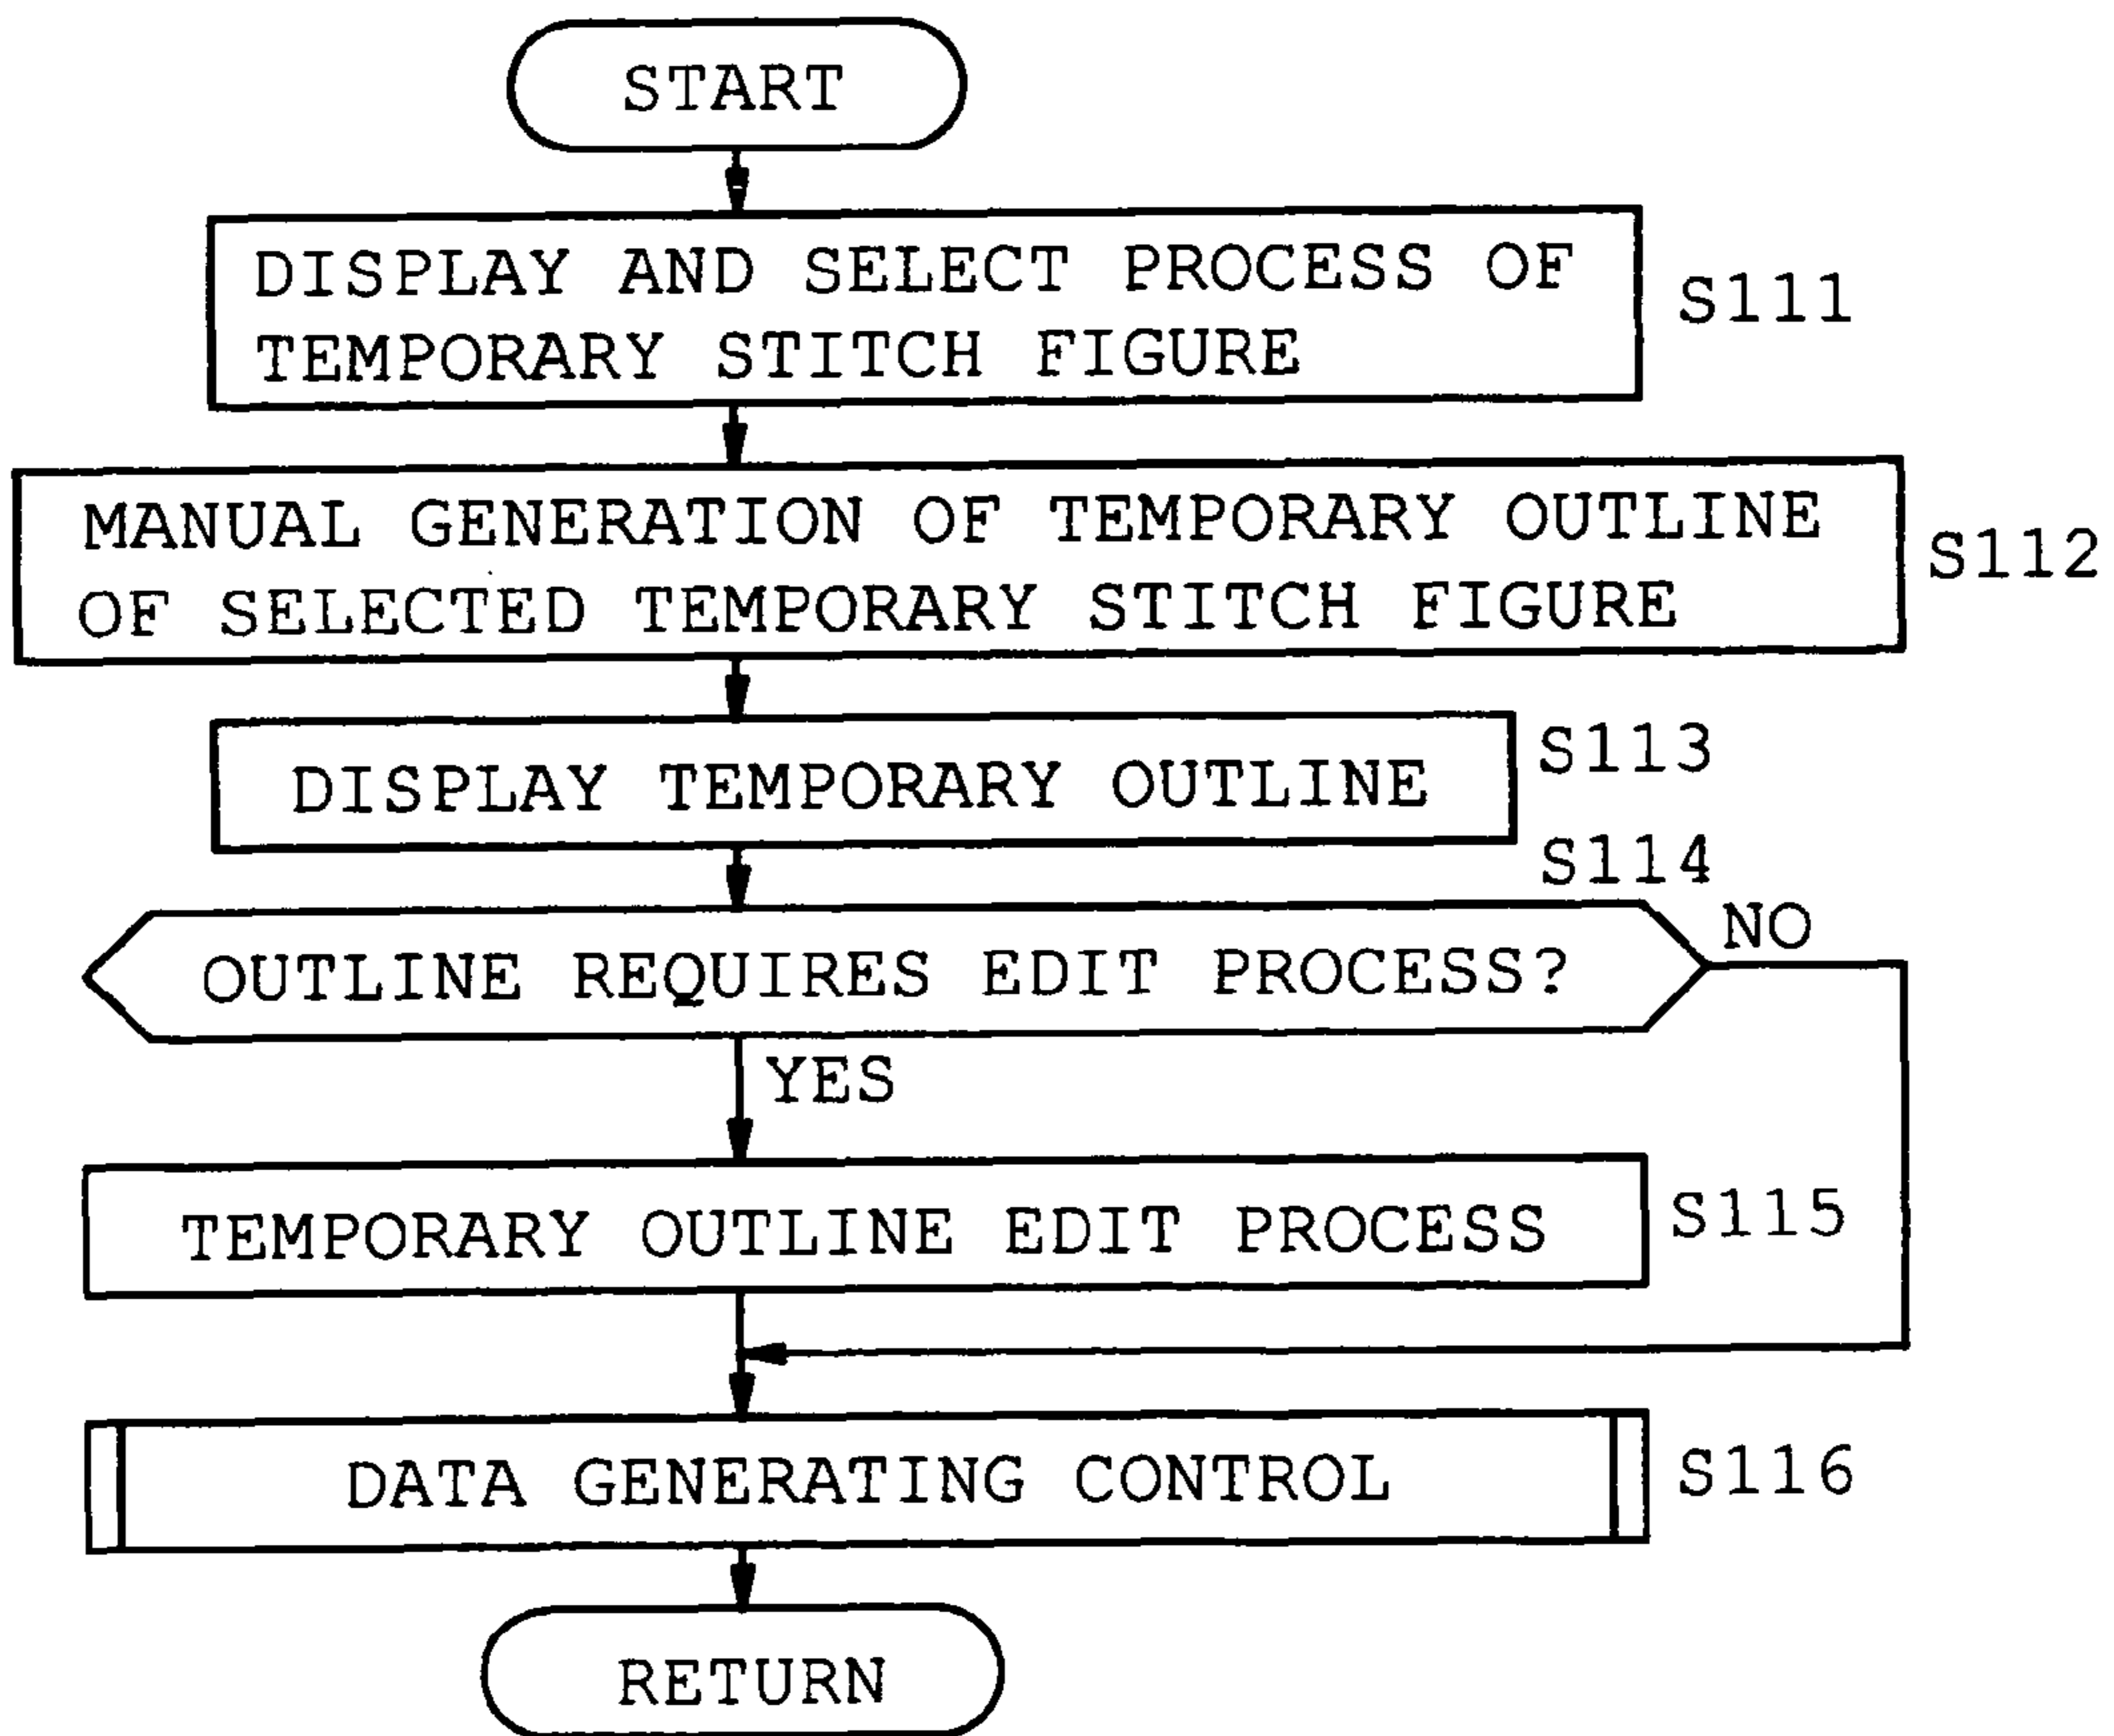 START
DISPLAY AND SELECT PROCESS OF
TEMPORARY STITCH FIGURE
S111
MANUAL GENERATION OF TEMPORARY OUTLINE
OF SELECTED TEMPORARY STITCH FIGURE
S112
DISPLAY TEMPORARY OUTLINE
S113
S114
OUTLINE REQUIRES EDIT PROCESS?
NO
YES
TEMPORARY OUTLINE EDIT PROCESS
S115
DATA GENERATING CONTROL
S116
RETURN